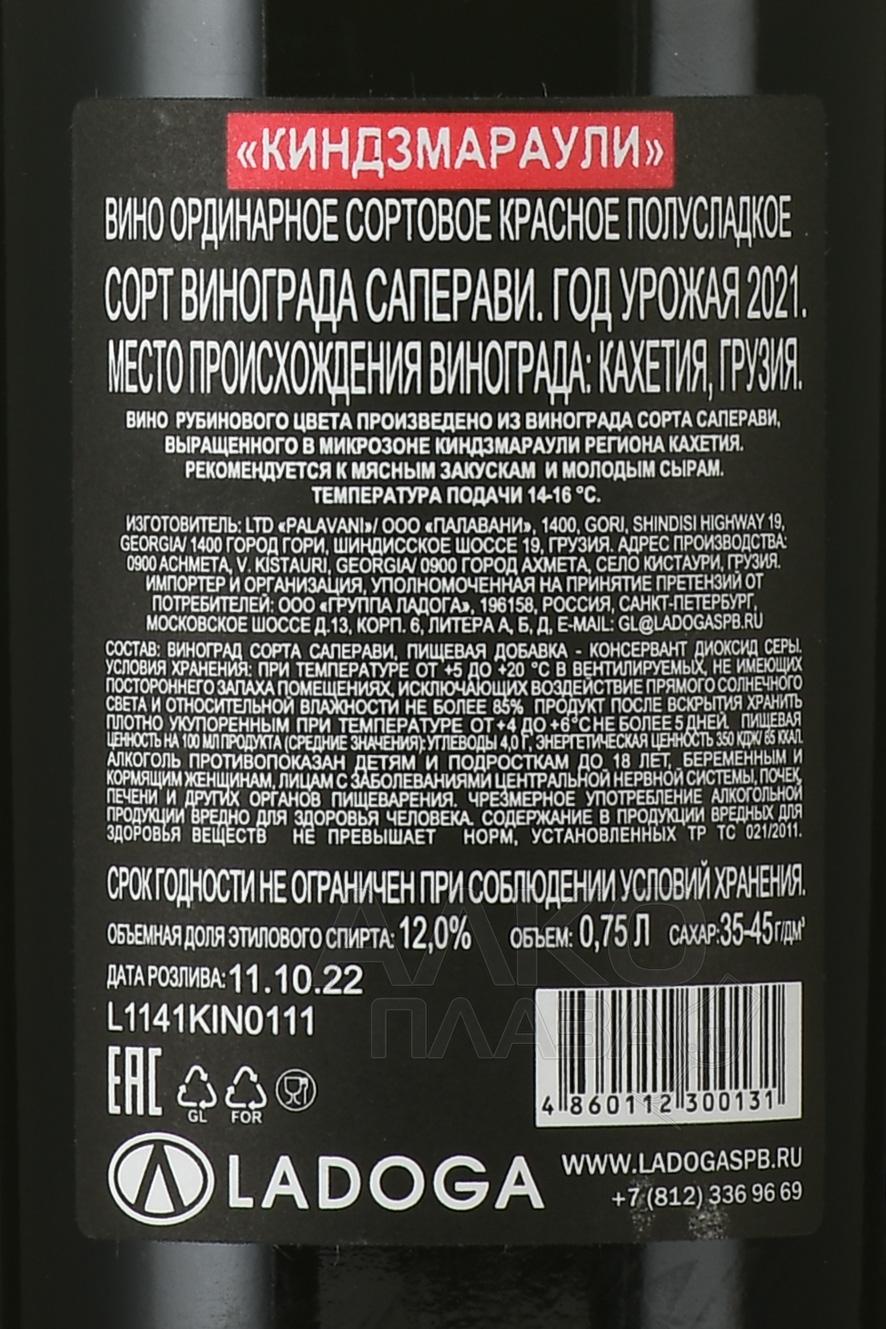 «КИНДЗМАРАУЛИ»
ВИНО ОРДИНАРНОЕ СОРТОВОЕ КРАСНОЕ ПОЛУСЛАДКОЕ
СОРТ ВИНОГРАДА САПЕРАВИ. ГОД УРОЖАЯ 2021.
МЕСТО ПРОИСХОЖДЕНИЯ ВИНОГРАДА: КАХЕТИЯ, ГРУЗИЯ.
ВИНО РУБИНОВОГО ЦВЕТА ПРОИЗВЕДЕНО ИЗ ВИНОГРАДА СОРТА САПЕРАВИ,
ВЫРАЩЕННОГО В МИКРОЗОНЕ КИНДЗМАРАУЛИ РЕГИОНА КАХЕТИЯ.
РЕКОМЕНДУЕТСЯ К МЯСНЫМ ЗАКУСКАМ И МОЛОДЫМ СЫРАМ.
ТЕМПЕРАТУРА ПОДАЧИ 14-16 °С.
ИЗГОТОВИТЕЛЬ: LTD «PALAVANI»/ ООО «ПАЛАВАНИ», 1400, GORI, SHINDISI HIGHWAY 19,
GEORGIA/ 1400 ГОРОД ГОРИ, ШИНДИССКОЕ ШОССЕ 19, ГРУЗИЯ. АДРЕС ПРОИЗВОДСТВА:
0900 ACHMETA, V. KISTAURI, GEORGIA/ 0900 ГОРОД АХМЕТА, СЕЛО КИСТАУРИ, ГРУЗИЯ.
ИМПОРТЕР И ОРГАНИЗАЦИЯ, УПОЛНОМОЧЕННАЯ НА ПРИНЯТИЕ ПРЕТЕНЗИЙ ОТ
ПОТРЕБИТЕЛЕЙ: ООО «ГРУППА ЛАДОГА», 196158, РОССИЯ, САНКТ-ПЕТЕРБУРГ,
МОСКОВСКОЕ ШОССЕ Д.13, КОРП. 6, ЛИТЕРА А, Б, Д, E-MAIL: GL@LADOGASPB.RU
СОСТАВ: ВИНОГРАД СОРТА САПЕРАВИ, ПИЩЕВАЯ ДОБАВКА - КОНСЕРВАНТ ДИОКСИД СЕРЫ.
УСЛОВИЯ ХРАНЕНИЯ: ПРИ ТЕМПЕРАТУРЕ ОТ +5 ДО +20 °С В ВЕНТИЛИРУЕМЫХ, НЕ ИМЕЮЩИХ
ПОСТОРОННЕГО ЗАПАХА ПОМЕЩЕНИЯХ, ИСКЛЮЧАЮЩИХ ВОЗДЕЙСТВИЕ ПРЯМОГО СОЛНЕЧНОГО
СВЕТА И ОТНОСИТЕЛЬНОЙ ВЛАЖНОСТИ НЕ БОЛЕЕ 85% ПРОДУКТ ПОСЛЕ ВСКРЫТИЯ ХРАНИТЬ
ПЛОТНО УКУПОРЕННЫМ ПРИ ТЕМПЕРАТУРЕ ОТ+4 ДО +6°С НЕ БОЛЕЕ 5 ДНЕЙ. ПИЩЕВАЯ
ЦЕННОСТЬ НА 100 МЛ ПРОДУКТА (СРЕДНИЕ ЗНАЧЕНИЯ): УГЛЕВОДЫ 4,0 Г, ЭНЕРГЕТИЧЕСКАЯ ЦЕННОСТЬ 350 КДЖ/ 85 ККАЛ.
АЛКОГОЛЬ ПРОТИВОПОКАЗАН ДЕТЯМ И ПОДРОСТКАМ ДО 18 ЛЕТ, БЕРЕМЕННЫМ И
КОРМЯЩИМ ЖЕНЩИНАМ, ЛИЦАМ С ЗАБОЛЕВАНИЯМИ ЦЕНТРАЛЬНОЙ НЕРВНОЙ СИСТЕМЫ, ПОЧЕК,
ПЕЧЕНИ И ДРУГИХ ОРГАНОВ ПИЩЕВАРЕНИЯ. ЧРЕЗМЕРНОЕ УПОТРЕБЛЕНИЕ АЛКОГОЛЬНОЙ
ПРОДУКЦИИ ВРЕДНО ДЛЯ ЗДОРОВЬЯ ЧЕЛОВЕКА. СОДЕРЖАНИЕ В ПРОДУКЦИИ ВРЕДНЫХ ДЛЯ
ЗДОРОВЬЯ ВЕЩЕСТВ НЕ ПРЕВЫШАЕТ НОРМ, УСТАНОВЛЕННЫХ ТР ТС 021/2011.
СРОК ГОДНОСТИ НЕ ОГРАНИЧЕН ПРИ СОБЛЮДЕНИИ УСЛОВИЙ ХРАНЕНИЯ.
ОБЪЕМНАЯ ДОЛЯ ЭТИЛОВОГО СПИРТА: 12,0% ОБЪЕМ: 0,75 Л САХАР:35-45 Г/ДМ³
ДАТА РОЗЛИВА: 11.10.22
L1141KIN0111
АЛКО
ПЛАВАЕТ
EAC
GL FOR
4 860112 300131
LADOGA
WWW.LADOGASPB.RU
+7 (812) 336 96 69